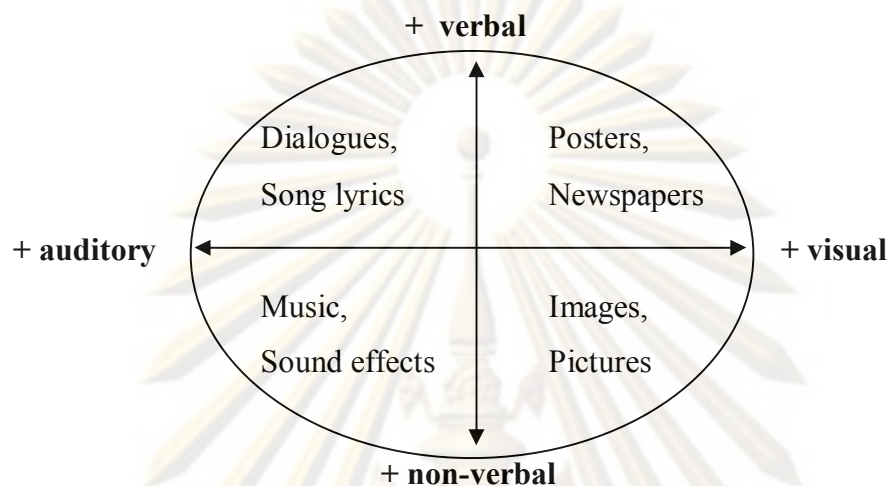 + verbal
Dialogues,
Song lyrics
Posters,
Newspapers
+ auditory
+ visual
Music,
Sound effects
Images,
Pictures
+ non-verbal